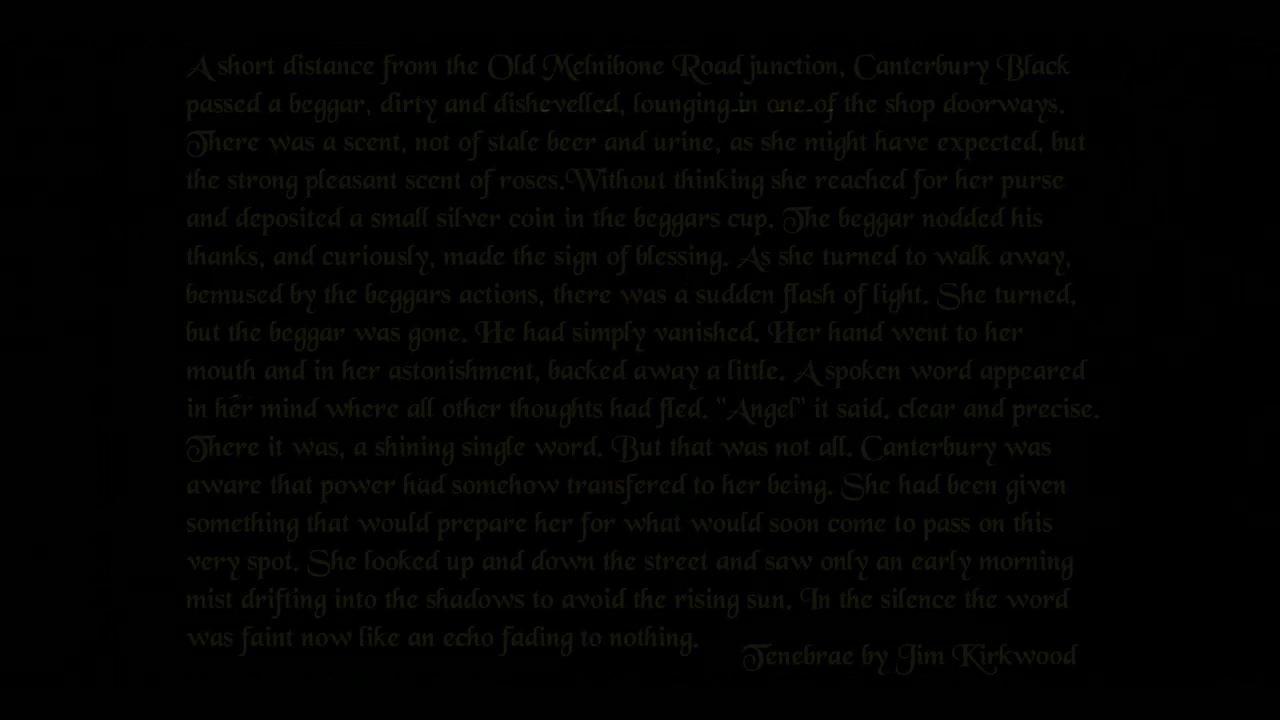 A short distance from the Old Melnibone Road junction, Canterbury Black
passed a beggar, dirty and dishevelled, lounging in one of the shop doorways.
There was a scent, not of stale beer and urine, as she might have expected, but
the strong pleasant scent of roses.Without thinking she reached for her purse
and deposited a small silver coin in the beggars cup. The beggar nodded his
thanks, and curiously, made the sign of blessing. As she turned to walk away,
bemused by the beggars actions, there was a sudden flash of light. She turned,
but the beggar was gone. He had simply vanished. Her hand went to her
mouth and in her astonishment, backed away a little. A spoken word appeared
in her mind where all other thoughts had fled. "Angel" it said. clear and precise.
There it was, a shining single word. But that was not all. Canterbury was
aware that power had somehow transfered to her being. She had been given
something that would prepare her for what would soon come to pass on this
very spot. She looked up and down the street and saw only an early morning
mist drifting into the shadows to avoid the rising sun. In the silence the word
was faint now like an echo fading to nothing.
Tenebrae by Jim Kirkwood